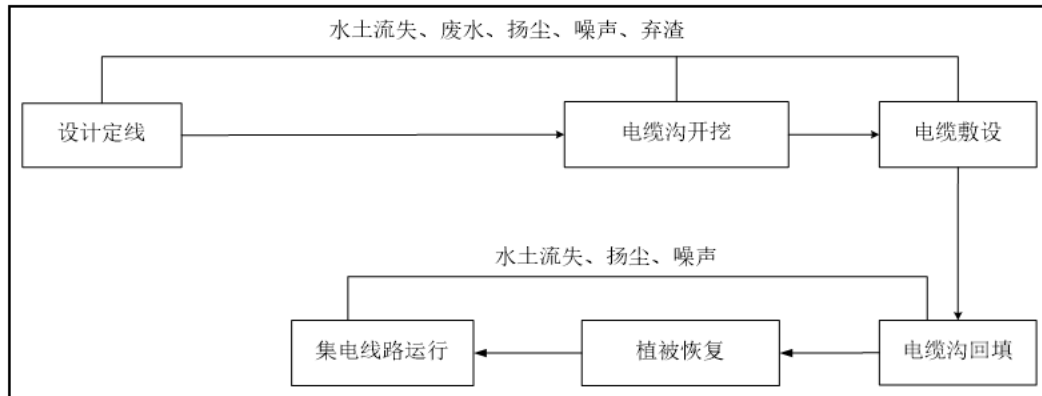 水土流失、废水、扬尘、噪声、弃渣
设计定线
电缆沟开挖
电缆敷设
水土流失、扬尘、噪声
集电线路运行
植被恢复
电缆沟回填